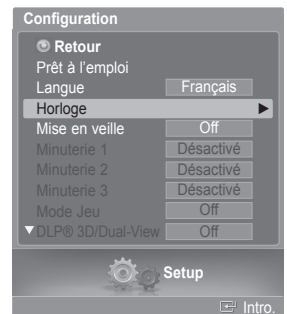 Configuration
Retour
Prêt à l'emploi
Langue Français
Horloge
Mise en veille Off
Minuterie 1 Désactivé
Minuterie 2 Désactivé
Minuterie 3 Désactivé
Mode Jeu Off
DLP® 3D/Dual-View Off
Setup
Intro.